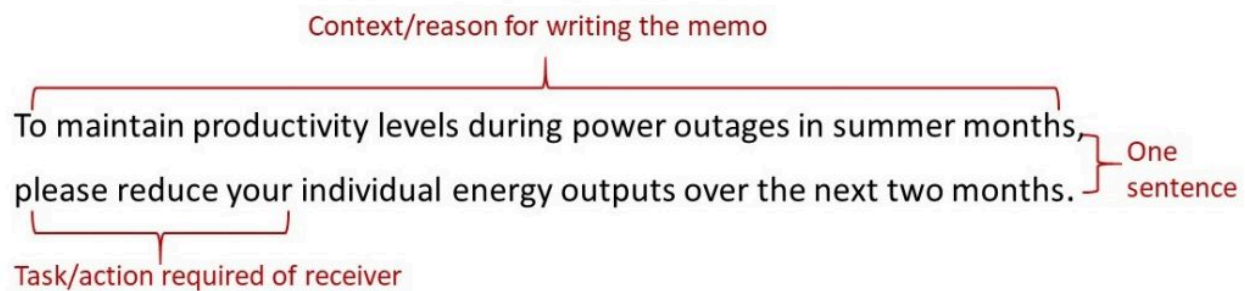 Context/reason for writing the memo
To maintain productivity levels during power outages in summer months,
please reduce your individual energy outputs over the next two months.
One
sentence
Task/action required of receiver